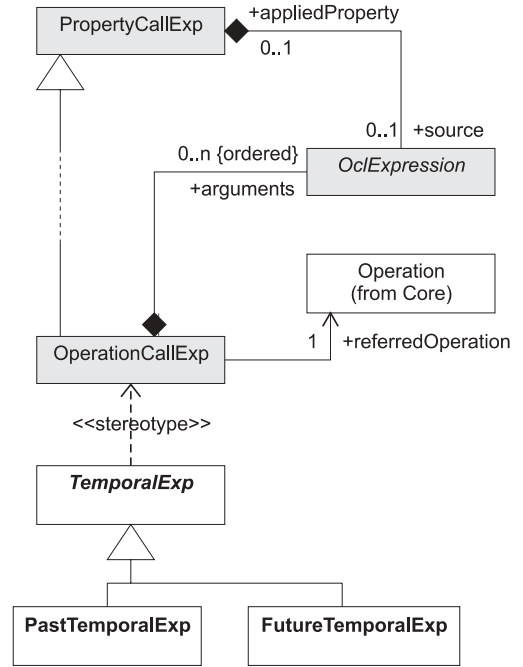 PropertyCallExp
+appliedProperty
0..1
0..1 +source
0..n {ordered}
+arguments
OclExpression
Operation
(from Core)
1 +referredOperation
OperationCallExp
<<stereotype>>
TemporalExp
PastTemporalExp
FutureTemporalExp